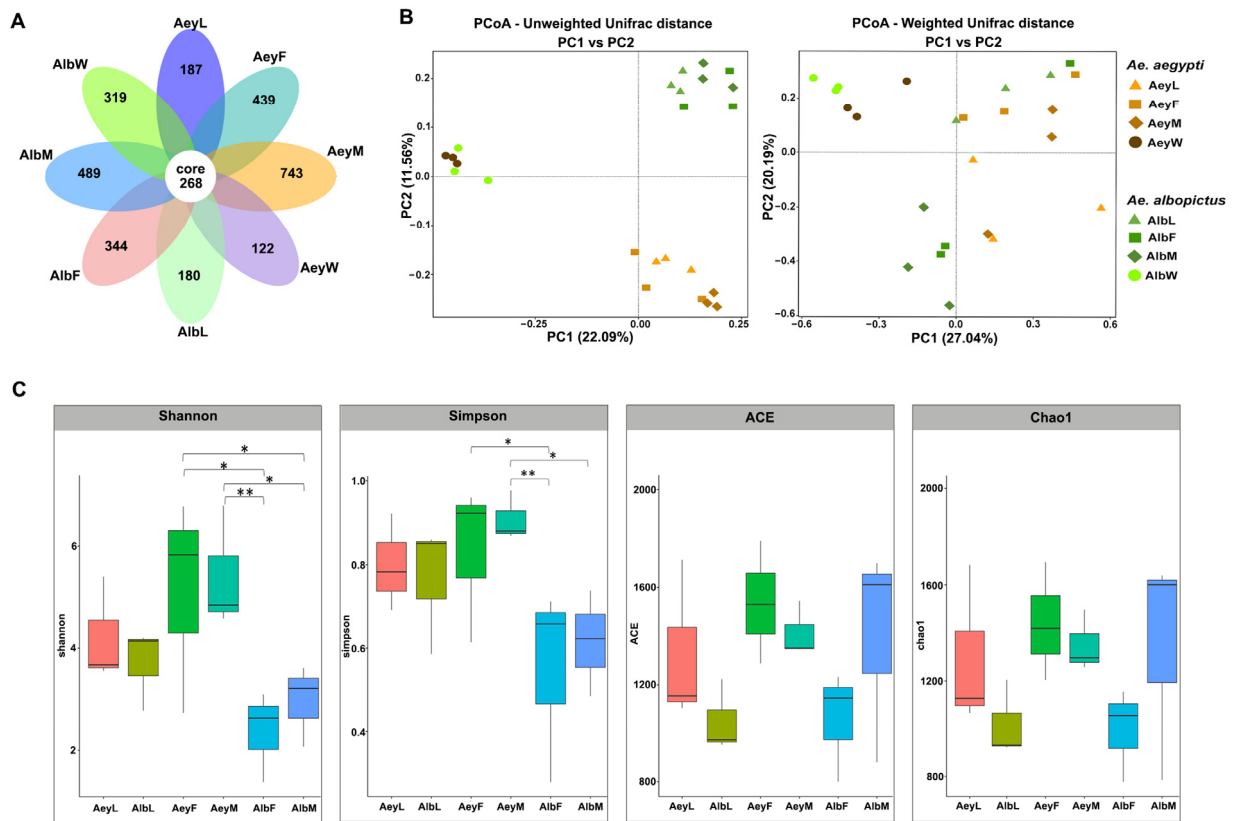 A
AeyL
187
AeyF
439
AeyM
743
AeyW
122
AlbL
180
AlbF
344
AlbM
489
AlbW
319
core
268
B
PCoA - Unweighted Unifrac distance
PC1 vs PC2
PC2 (11.56%)
0.2
0.1
0.0
−0.1
−0.2
−0.25
0.00
0.25
PC1 (22.09%)
PCoA - Weighted Unifrac distance
PC1 vs PC2
PC2 (20.19%)
0.2
0.0
−0.2
−0.4
−0.6
−0.6
−0.3
0.0
0.3
0.6
PC1 (27.04%)
Ae. aegypti
AeyL
AeyF
AeyM
AeyW
Ae. albopictus
AlbL
AlbF
AlbM
AlbW
C
Shannon
shannon
6
4
2
*
*
*
**
AeyL AlbL AeyF AeyM AlbF AlbM
Simpson
simpson
1.0
0.8
0.6
0.4
*
*
**
AeyL AlbL AeyF AeyM AlbF AlbM
ACE
ACE
2000
1600
1200
800
AeyL AlbL AeyF AeyM AlbF AlbM
Chao1
chao1
2000
1600
1200
800
AeyL AlbL AeyF AeyM AlbF AlbM